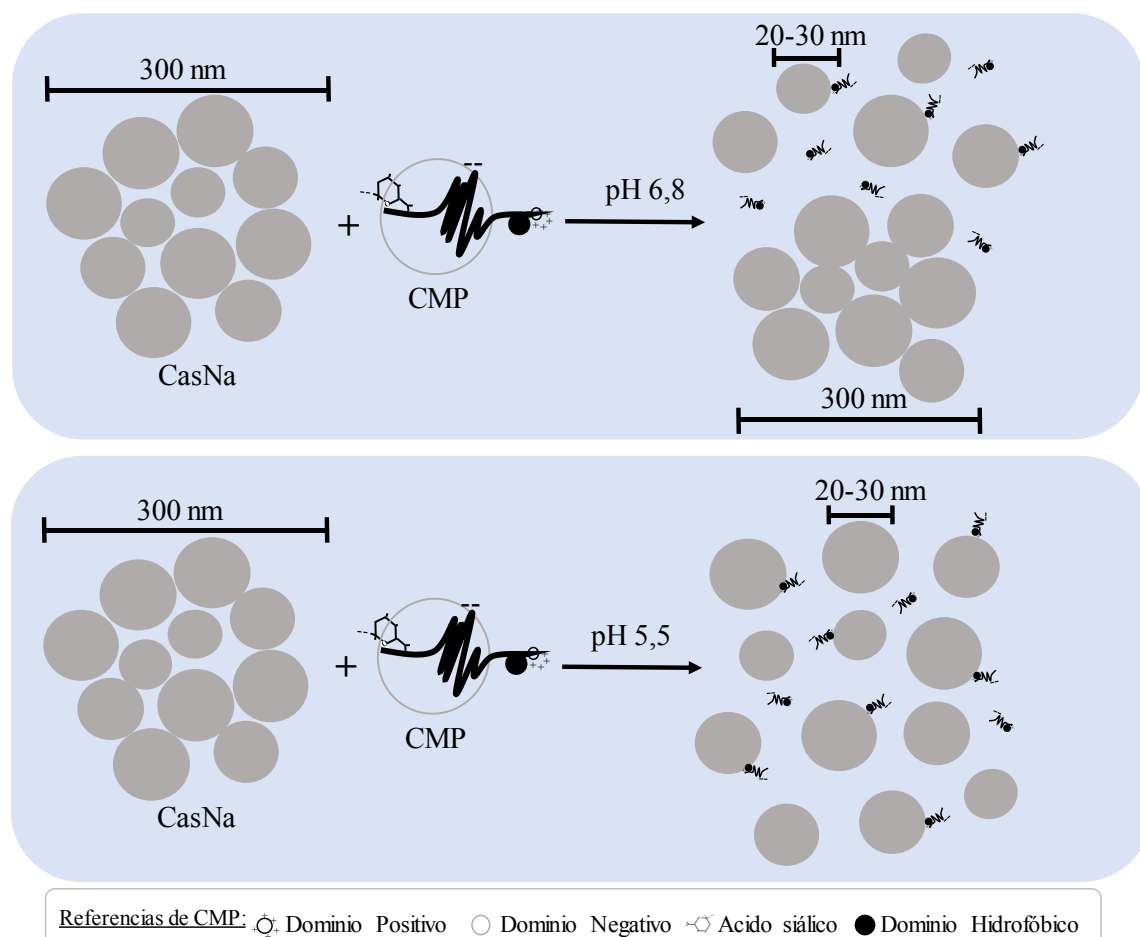 300 nm
20-30 nm
+
pH 6,8
CMP
CasNa
300 nm
300 nm
20-30 nm
+
pH 5,5
CMP
CasNa
Referencias de CMP: Dominio Positivo Dominio Negativo Acido siálico Dominio Hidrofóbico